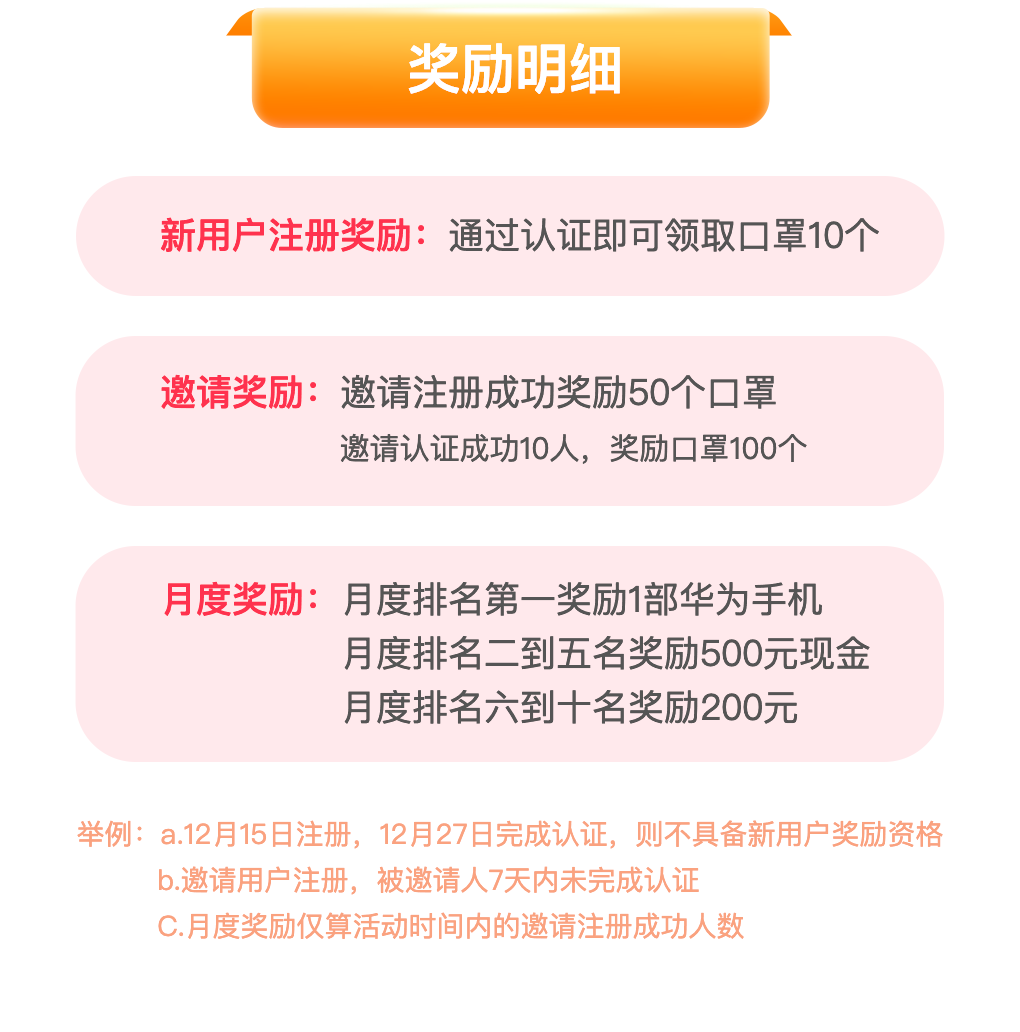 奖励明细
新用户注册奖励：通过认证即可领取口罩10个
邀请奖励：邀请注册成功奖励50个口罩
邀请认证成功10人，奖励口罩100个
月度奖励：月度排名第一奖励1部华为手机
月度排名二到五名奖励500元现金
月度排名六到十名奖励200元
举例：a.12月15日注册，12月27日完成认证，则不具备新用户奖励资格
b.邀请用户注册，被邀请人7天内未完成认证
C.月度奖励仅算活动时间内的邀请注册成功人数